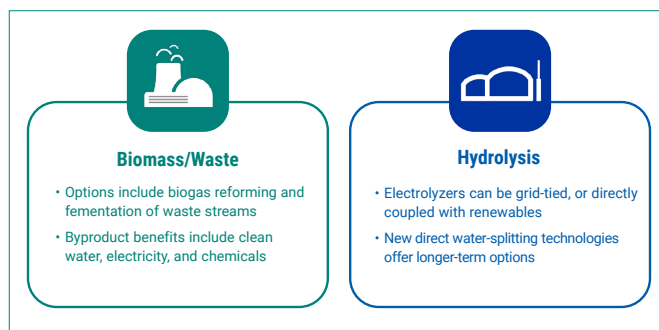 Biomass/Waste
• Options include biogas reforming and
fementation of waste streams
• Byproduct benefits include clean
water, electricity, and chemicals
Hydrolysis
• Electrolyzers can be grid-tied, or directly
coupled with renewables
• New direct water-splitting technologies
offer longer-term options